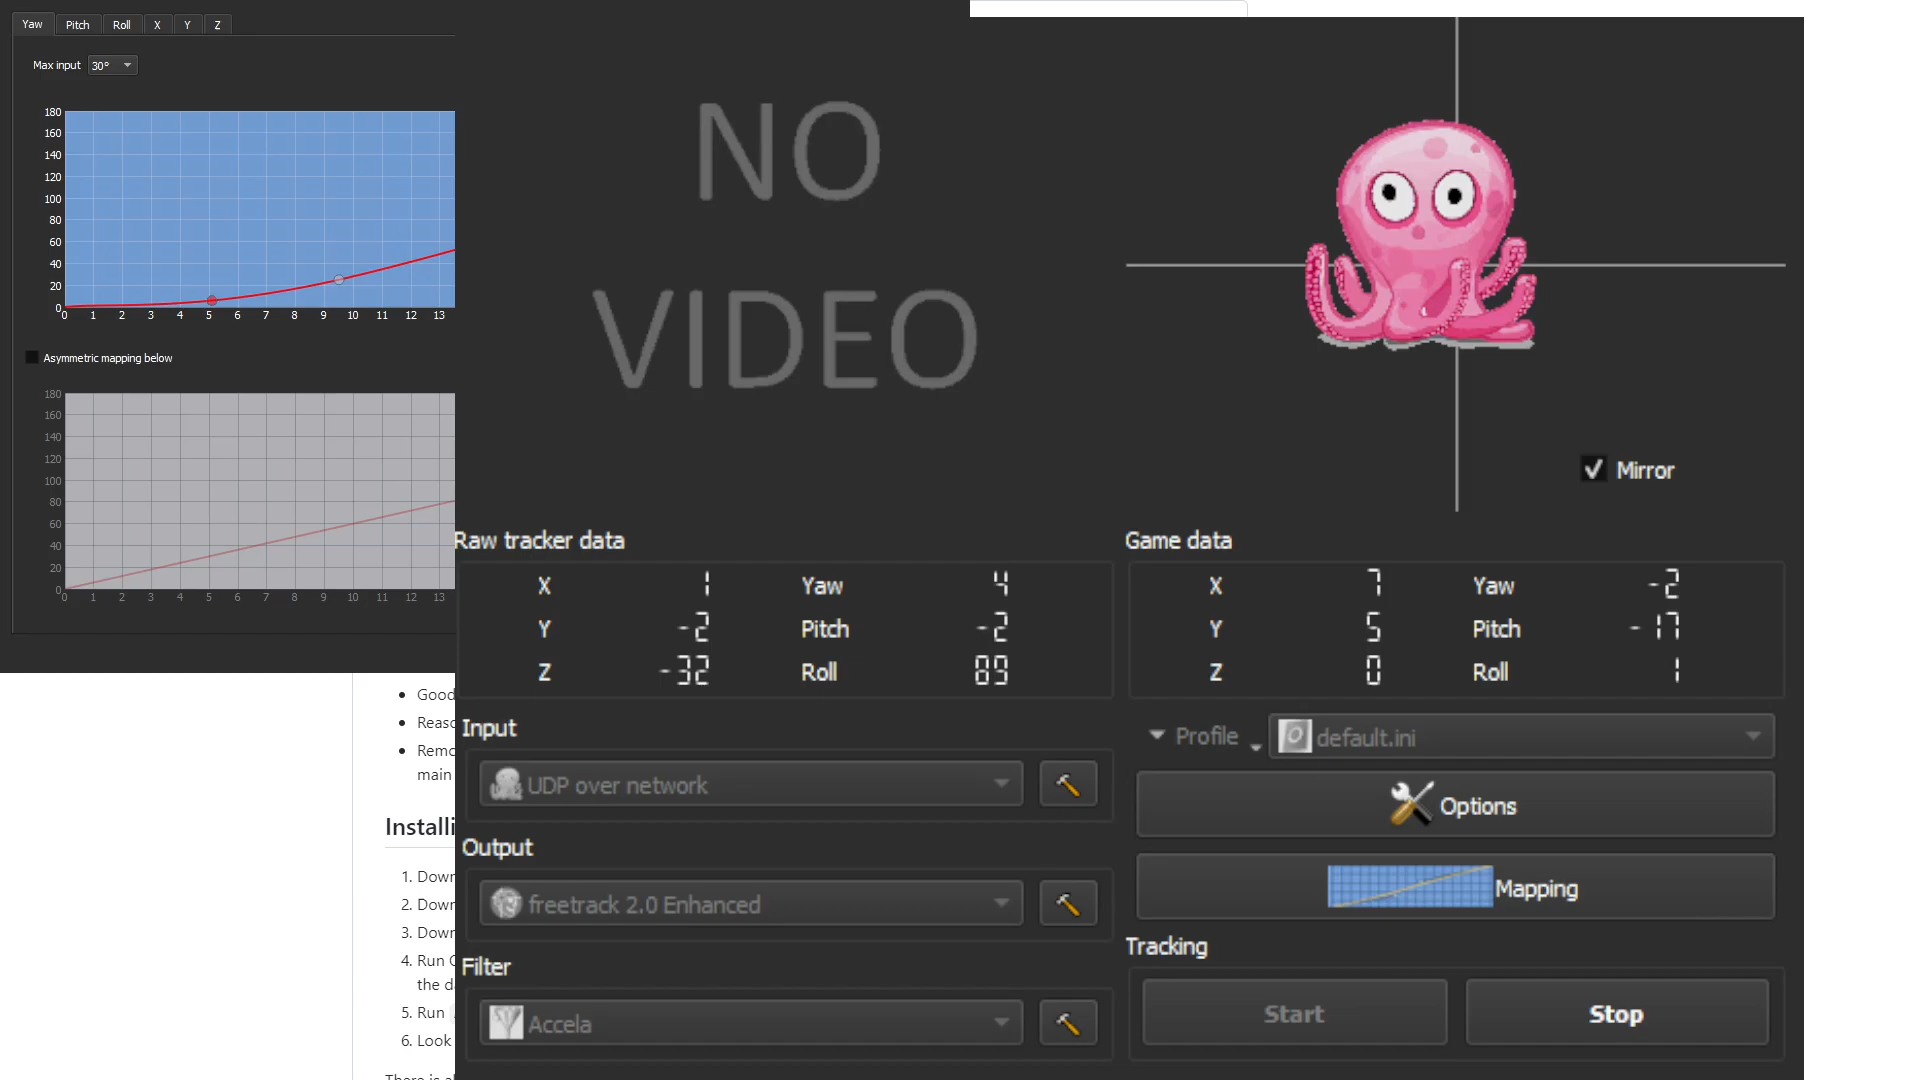 Yaw Pitch Roll X Y Z
Max input 30°
180
160
140
120
100
80
60
40
20
0
0 1 2 3 4 5 6 7 8 9 10 11 12 13
Asymmetric mapping below
180
160
140
120
100
80
60
40
20
0
0 1 2 3 4 5 6 7 8 9 10 11 12 13
Good
Reaso
Remo
main
Installi
1. Down
2. Down
3. Down
4. Run
the d
5. Run
6. Look
There is a
NO
VIDEO
Mirror
Raw tracker data
X 1 Yaw 4
Y -2 Pitch -2
Z -32 Roll 89
Input
UDP over network
Output
freetrack 2.0 Enhanced
Filter
Accela
Game data
X 7 Yaw -2
Y 5 Pitch -17
Z 0 Roll 1
Profile default.ini
Options
Mapping
Tracking
Start Stop